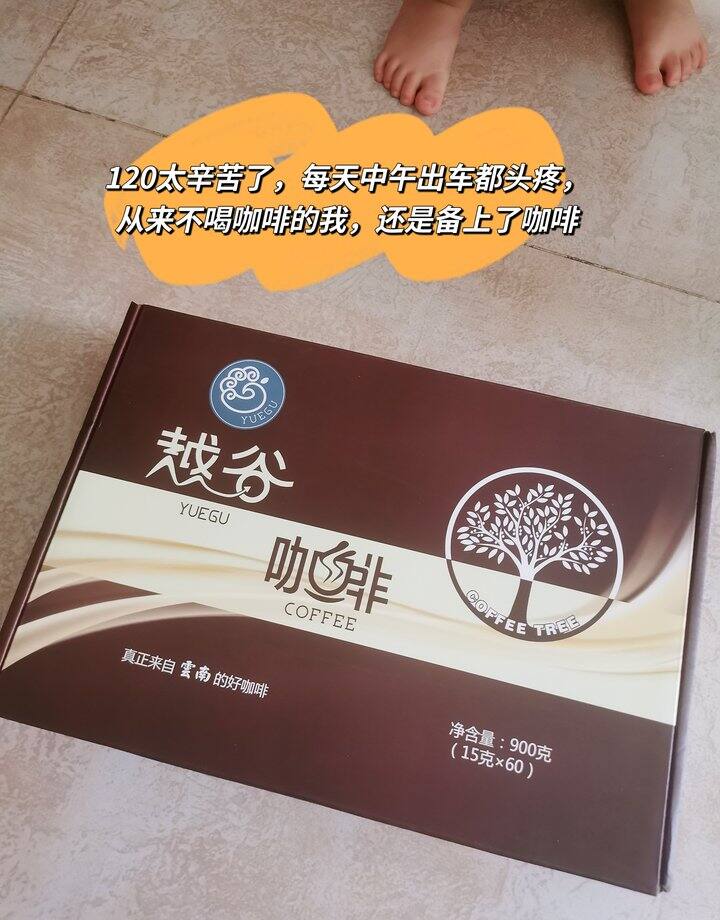 120太辛苦了，每天中午出车都头疼，
从来不喝咖啡的我，还是备上了咖啡
YUEGU
越谷
YUEGU
咖啡
COFFEE
COFFEE TREE
真正来自雲南的好咖啡
净含量：900克
（15克×60）